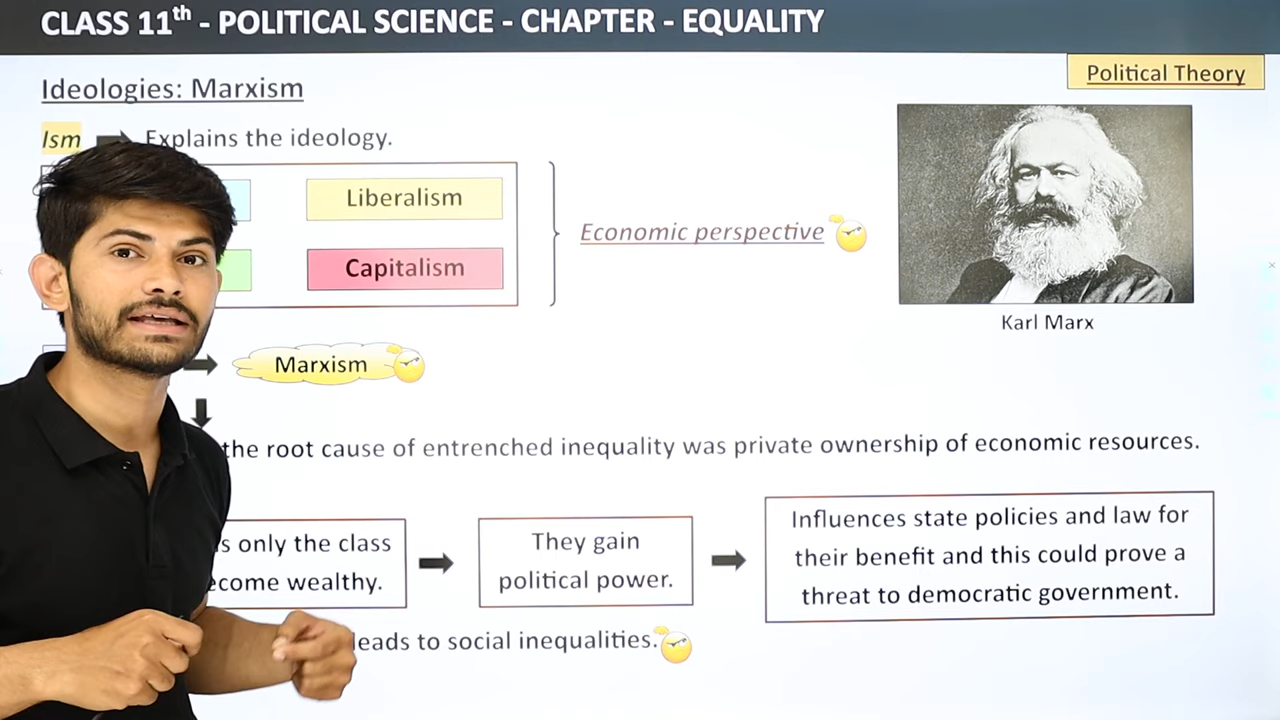 CLASS 11th - POLITICAL SCIENCE - CHAPTER - EQUALITY
Political Theory
Ideologies: Marxism
Ism Explains the ideology.
Liberalism
Economic perspective
Capitalism
Karl Marx
Marxism
the root cause of entrenched inequality was private ownership of economic resources.
only the class
wealthy.
They gain
political power.
Influences state policies and law for
their benefit and this could prove a
threat to democratic government.
leads to social inequalities.